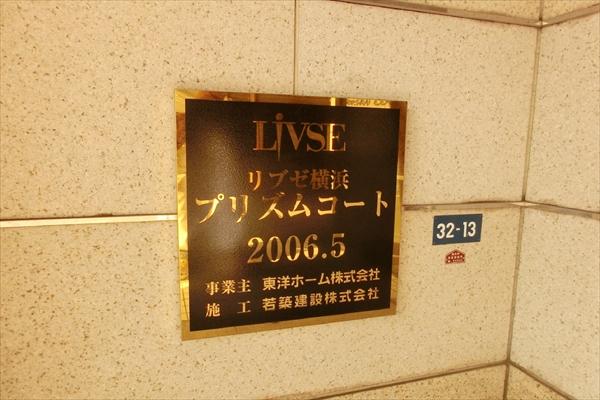 LiVSE
リブゼ横浜
プリズムコート
2006.5
事業主 東洋ホーム株式会社
施工 若築建設株式会社
32-13